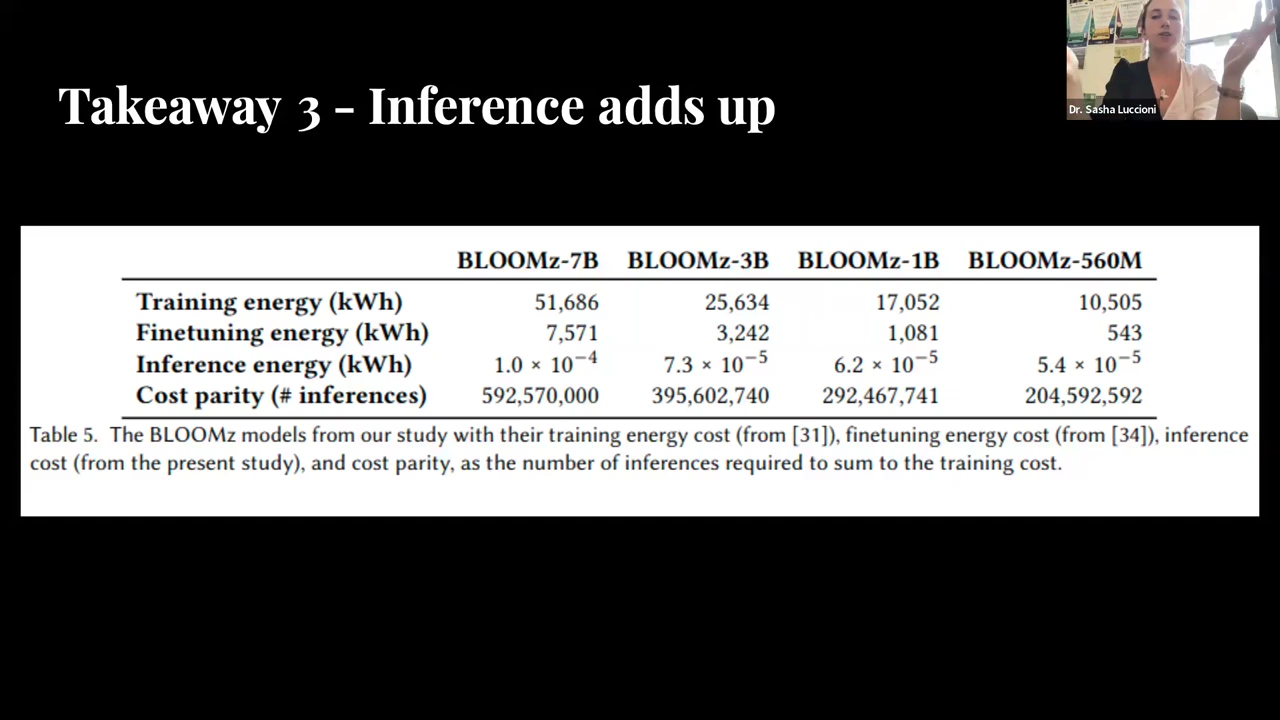 Takeaway 3 - Inference adds up
Dr. Sasha Luccioni
BLOOMz-7B BLOOMz-3B BLOOMz-1B BLOOMz-560M
Training energy (kWh) 51,686 25,634 17,052 10,505
Finetuning energy (kWh) 7,571 3,242 1,081 543
Inference energy (kWh) 1.0 × 10⁻⁴ 7.3 × 10⁻⁵ 6.2 × 10⁻⁵ 5.4 × 10⁻⁵
Cost parity (# inferences) 592,570,000 395,602,740 292,467,741 204,592,592
Table 5. The BLOOMz models from our study with their training energy cost (from [31]), finetuning energy cost (from [34]), inference
cost (from the present study), and cost parity, as the number of inferences required to sum to the training cost.